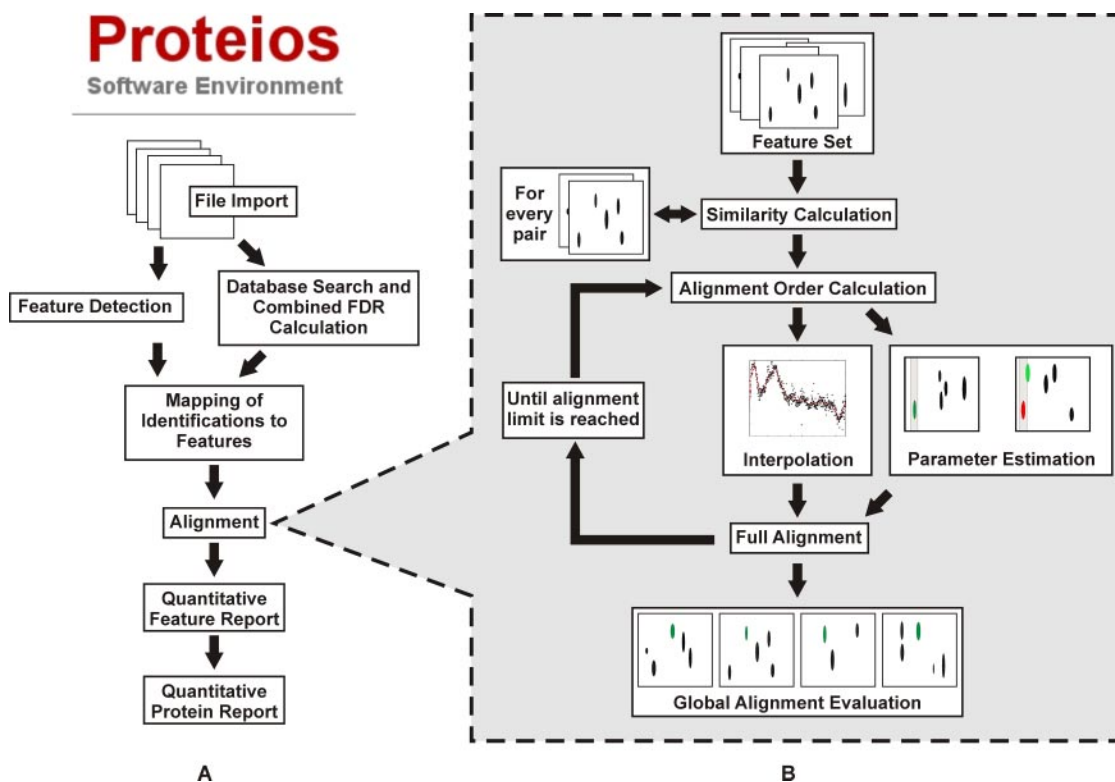 Proteios
Software Environment
File Import
Feature Detection
Database Search and
Combined FDR
Calculation
Mapping of
Identifications to
Features
Alignment
Quantitative
Feature Report
Quantitative
Protein Report
A
Feature Set
For
every
pair
Similarity Calculation
Alignment Order Calculation
Until alignment
limit is reached
Interpolation
Parameter Estimation
Full Alignment
Global Alignment Evaluation
B